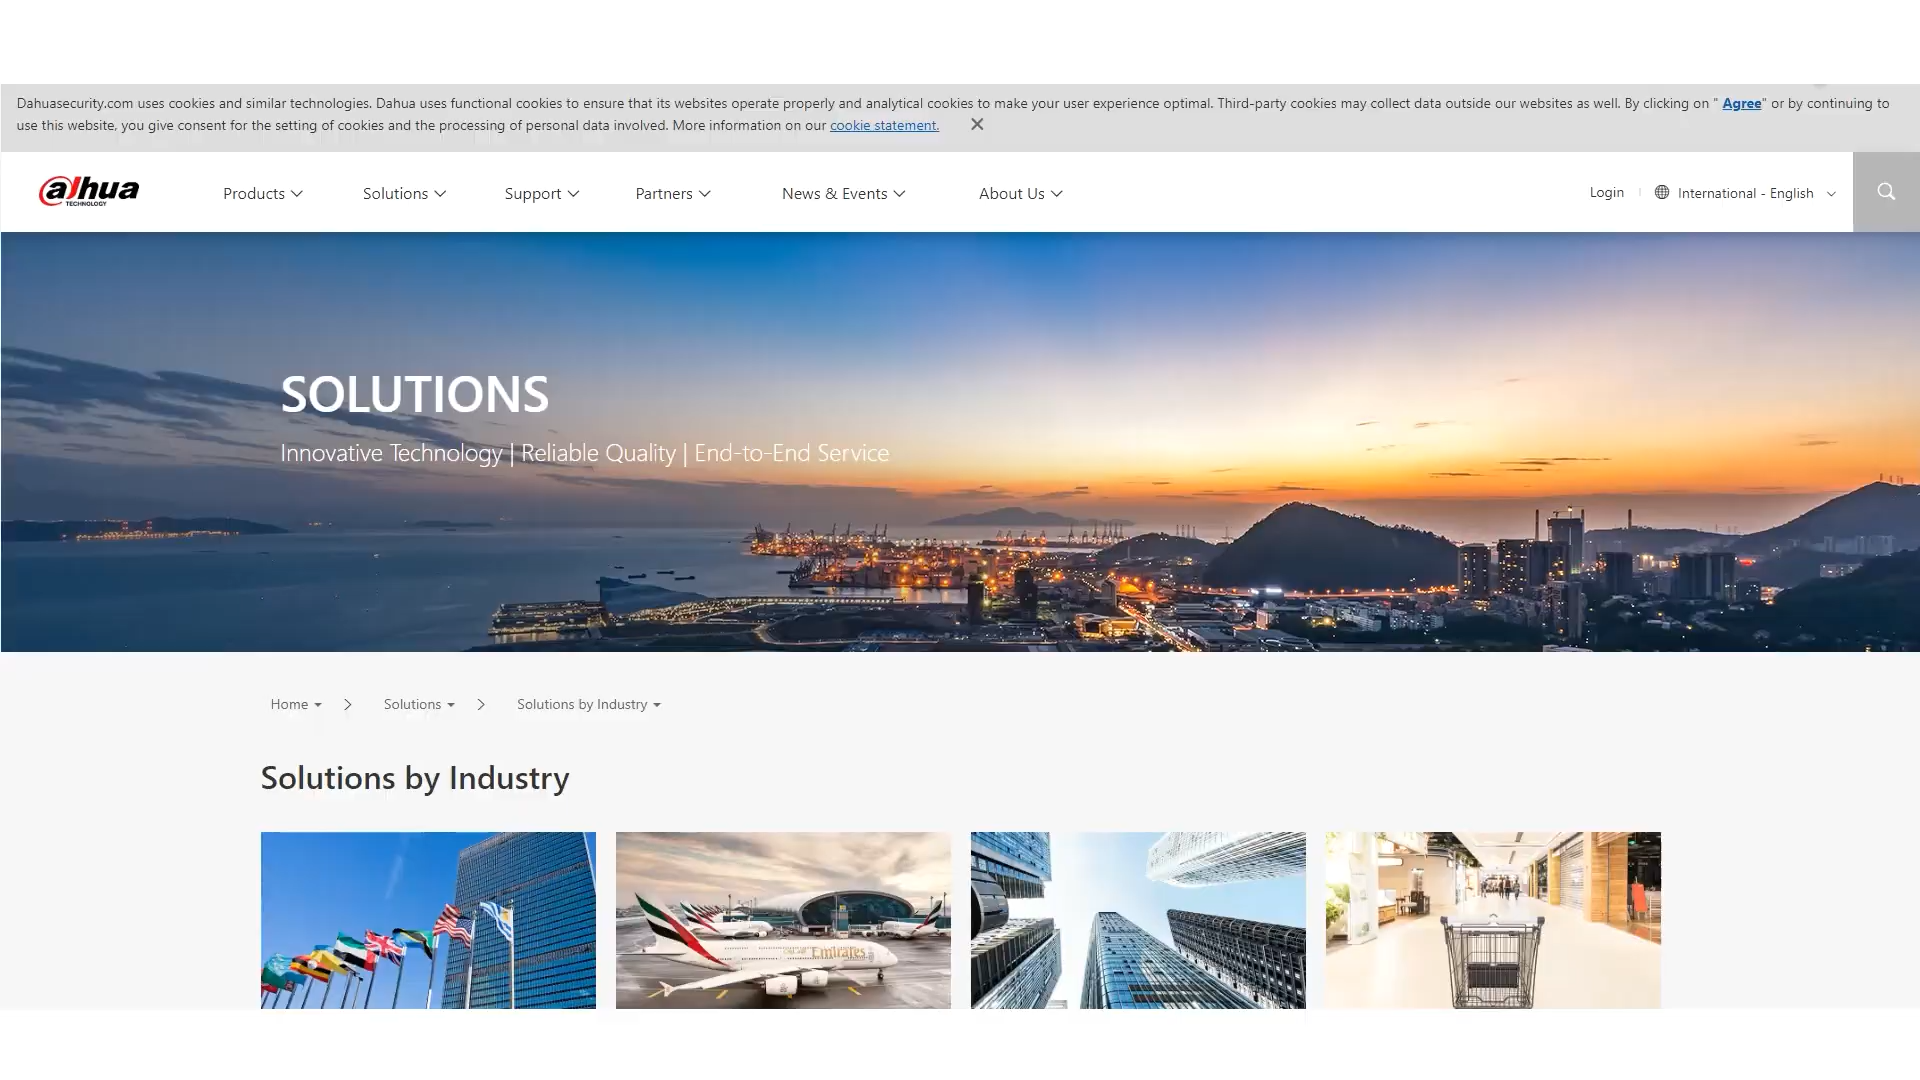 Dahuasecurity.com uses cookies and similar technologies. Dahua uses functional cookies to ensure that its websites operate properly and analytical cookies to make your user experience optimal. Third-party cookies may collect data outside our websites as well. By clicking on " Agree" or by continuing to
use this website, you give consent for the setting of cookies and the processing of personal data involved. More information on our cookie statement.
alhua
TECHNOLOGY
Products
Solutions
Support
Partners
News & Events
About Us
Login
International - English
SOLUTIONS
Innovative Technology | Reliable Quality | End-to-End Service
Home
Solutions
Solutions by Industry
Solutions by Industry
Emirates